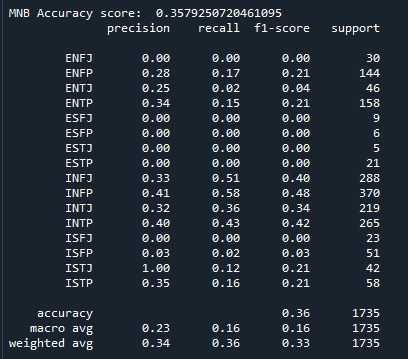 MNB Accuracy score:  0.3579250720461095
              precision    recall  f1-score   support

        ENFJ       0.00      0.00      0.00        30
        ENFP       0.28      0.17      0.21       144
        ENTJ       0.25      0.02      0.04        46
        ENTP       0.34      0.15      0.21       158
        ESFJ       0.00      0.00      0.00         9
        ESFP       0.00      0.00      0.00         6
        ESTJ       0.00      0.00      0.00         5
        ESTP       0.00      0.00      0.00        21
        INFJ       0.33      0.51      0.40       288
        INFP       0.41      0.58      0.48       370
        INTJ       0.32      0.36      0.34       219
        INTP       0.40      0.43      0.42       265
        ISFJ       0.00      0.00      0.00        23
        ISFP       0.03      0.02      0.03        51
        ISTJ       1.00      0.12      0.21        42
        ISTP       0.35      0.16      0.21        58

    accuracy                           0.36      1735
   macro avg       0.23      0.16      0.16      1735
weighted avg       0.34      0.36      0.33      1735